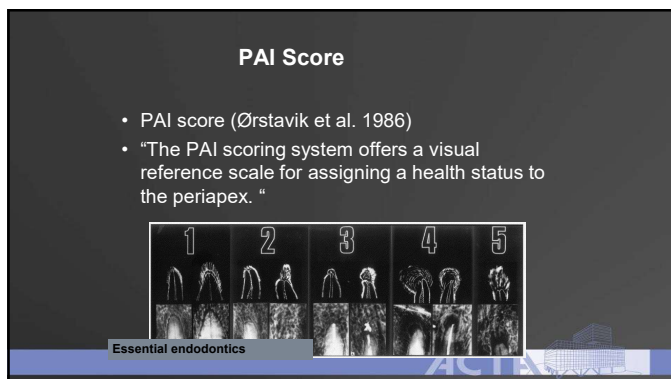 PAI Score
• PAI score (Ørstavik et al. 1986)
• “The PAI scoring system offers a visual
reference scale for assigning a health status to
the periapex. “
1 2 3 4 5
Essential endodontics
ACTA